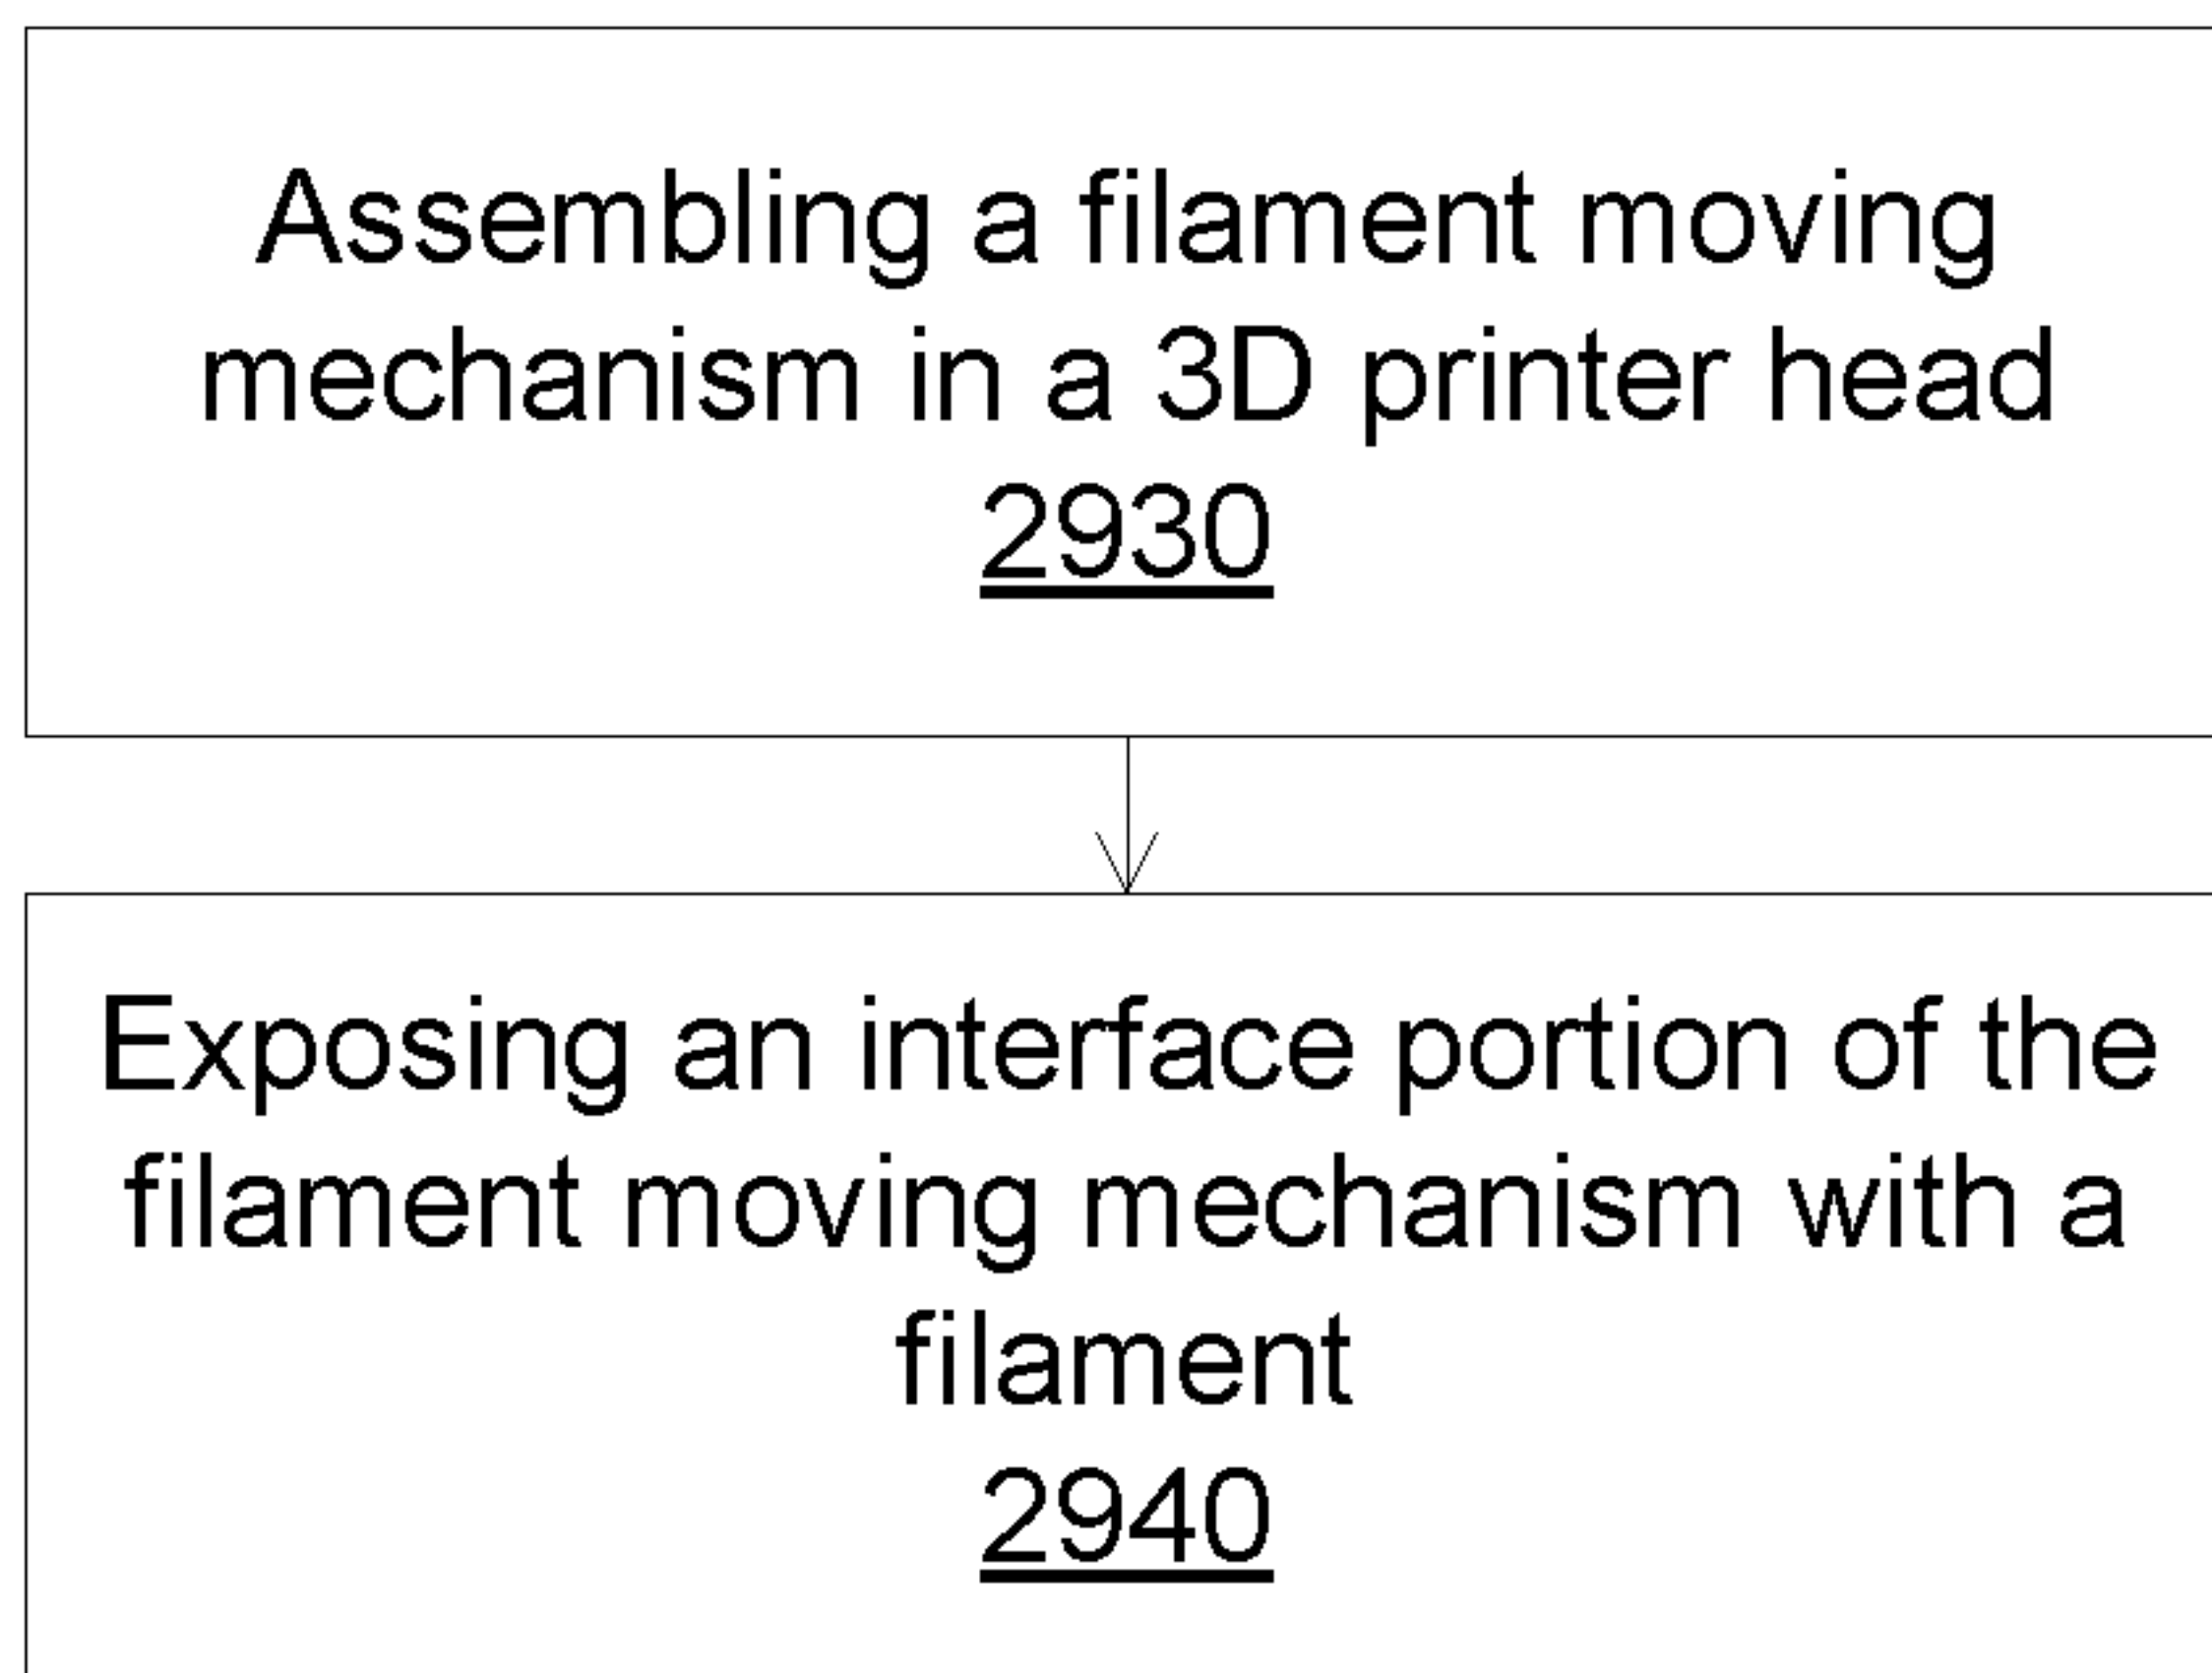 Assembling a filament moving
mechanism in a 3D printer head
2930
Exposing an interface portion of the
filament moving mechanism with a
filament
2940